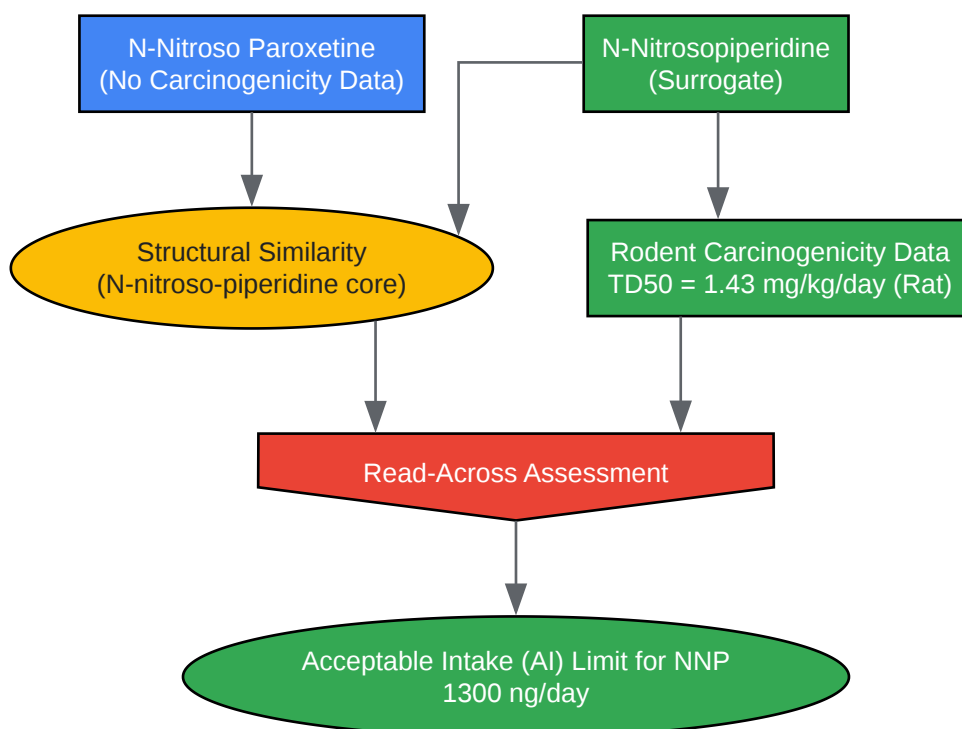 N-Nitroso Paroxetine
(No Carcinogenicity Data)
N-Nitrosopiperidine
(Surrogate)
Structural Similarity
(N-nitroso-piperidine core)
Rodent Carcinogenicity Data
TD50 = 1.43 mg/kg/day (Rat)
Read-Across Assessment
Acceptable Intake (AI) Limit for NNP
1300 ng/day